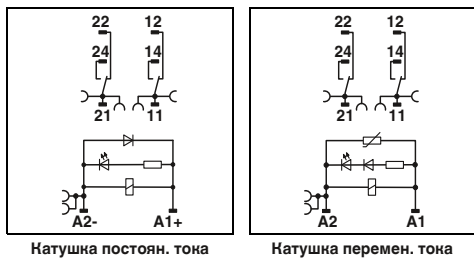 22 12
24 14
21 11
A2- A1+
Катушка постоян. тока
22 12
24 14
21 11
A2 A1
Катушка перемен. тока